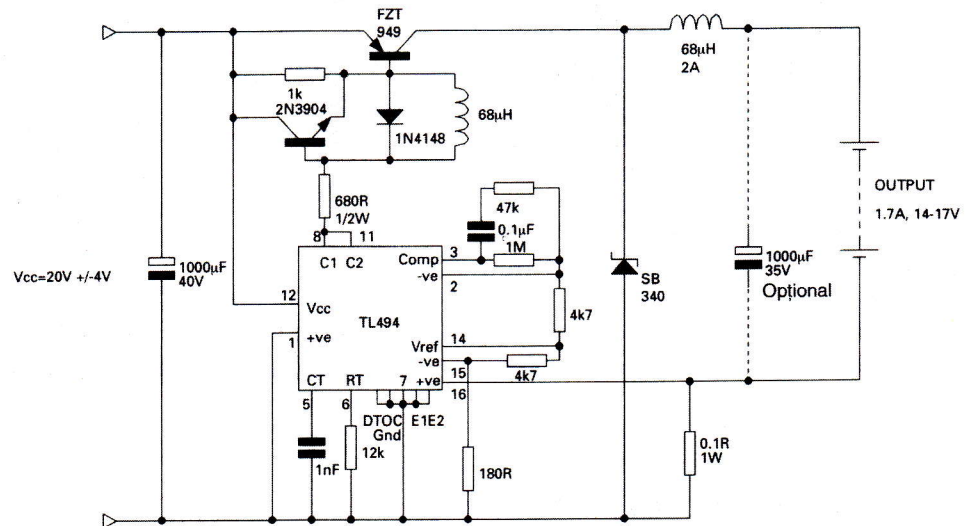 FZT
949
68µH
2A
1k
2N3904
1N4148
68µH
680R
1/2W
8
11
47k
0.1µF
1M
C1 C2
Comp
3
-ve
2
Vcc=20V +/-4V
1000µF
40V
12
Vcc
1
+ve
TL494
4k7
Vref
14
-ve
15
4k7
+ve
16
CT
RT
7
5
6
DTOC
Gnd
E1E2
1nF
12k
180R
SB
340
1000µF
35V
Optional
OUTPUT
1.7A, 14-17V
0.1R
1W